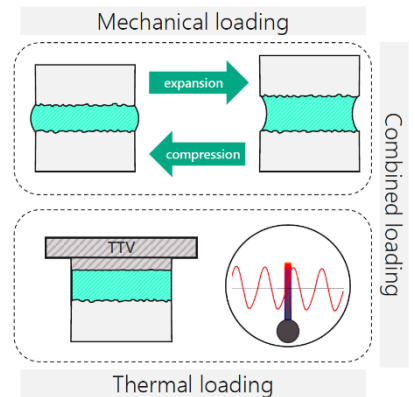 Mechanical loading
expansion
compression
Combined loading
TTV
Thermal loading